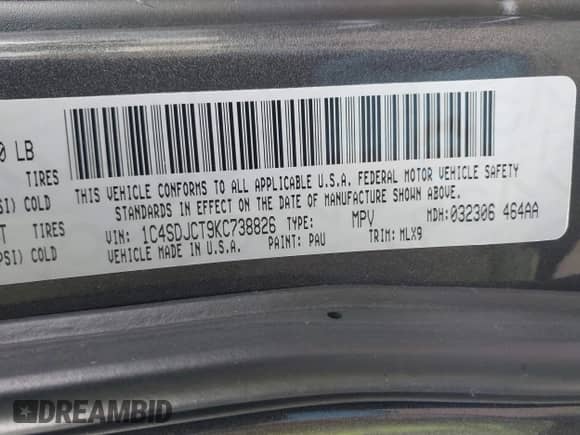 0 LB
TIRES
SI) COLD
T TIRES
PSI) COLD
THIS VEHICLE CONFORMS TO ALL APPLICABLE U.S.A. FEDERAL MOTOR VEHICLE SAFETY
STANDARDS IN EFFECT ON THE DATE OF MANUFACTURE SHOWN ABOVE.
VIN: 1C4SDJCT9KC738826 TYPE: MPV MDH:032306 464AA
VEHICLE MADE IN U.S.A. PAINT: PAU TRIM: MLX9
DREAMBID